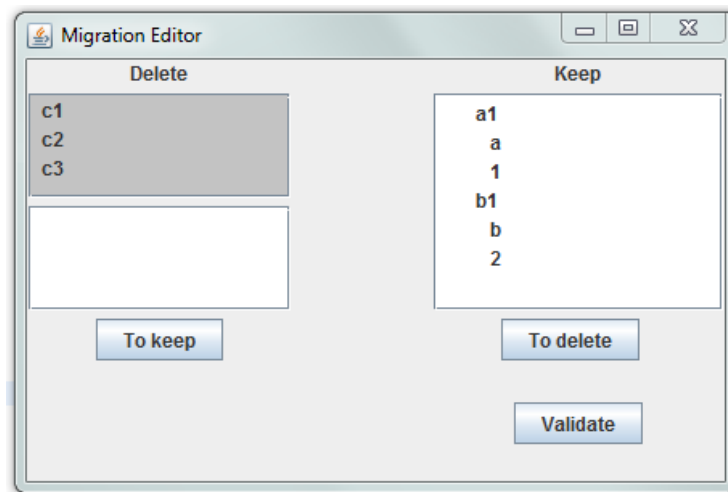 Migration Editor
Delete
Keep
c1
c2
c3
a1
a
1
b1
b
2
To keep
To delete
Validate